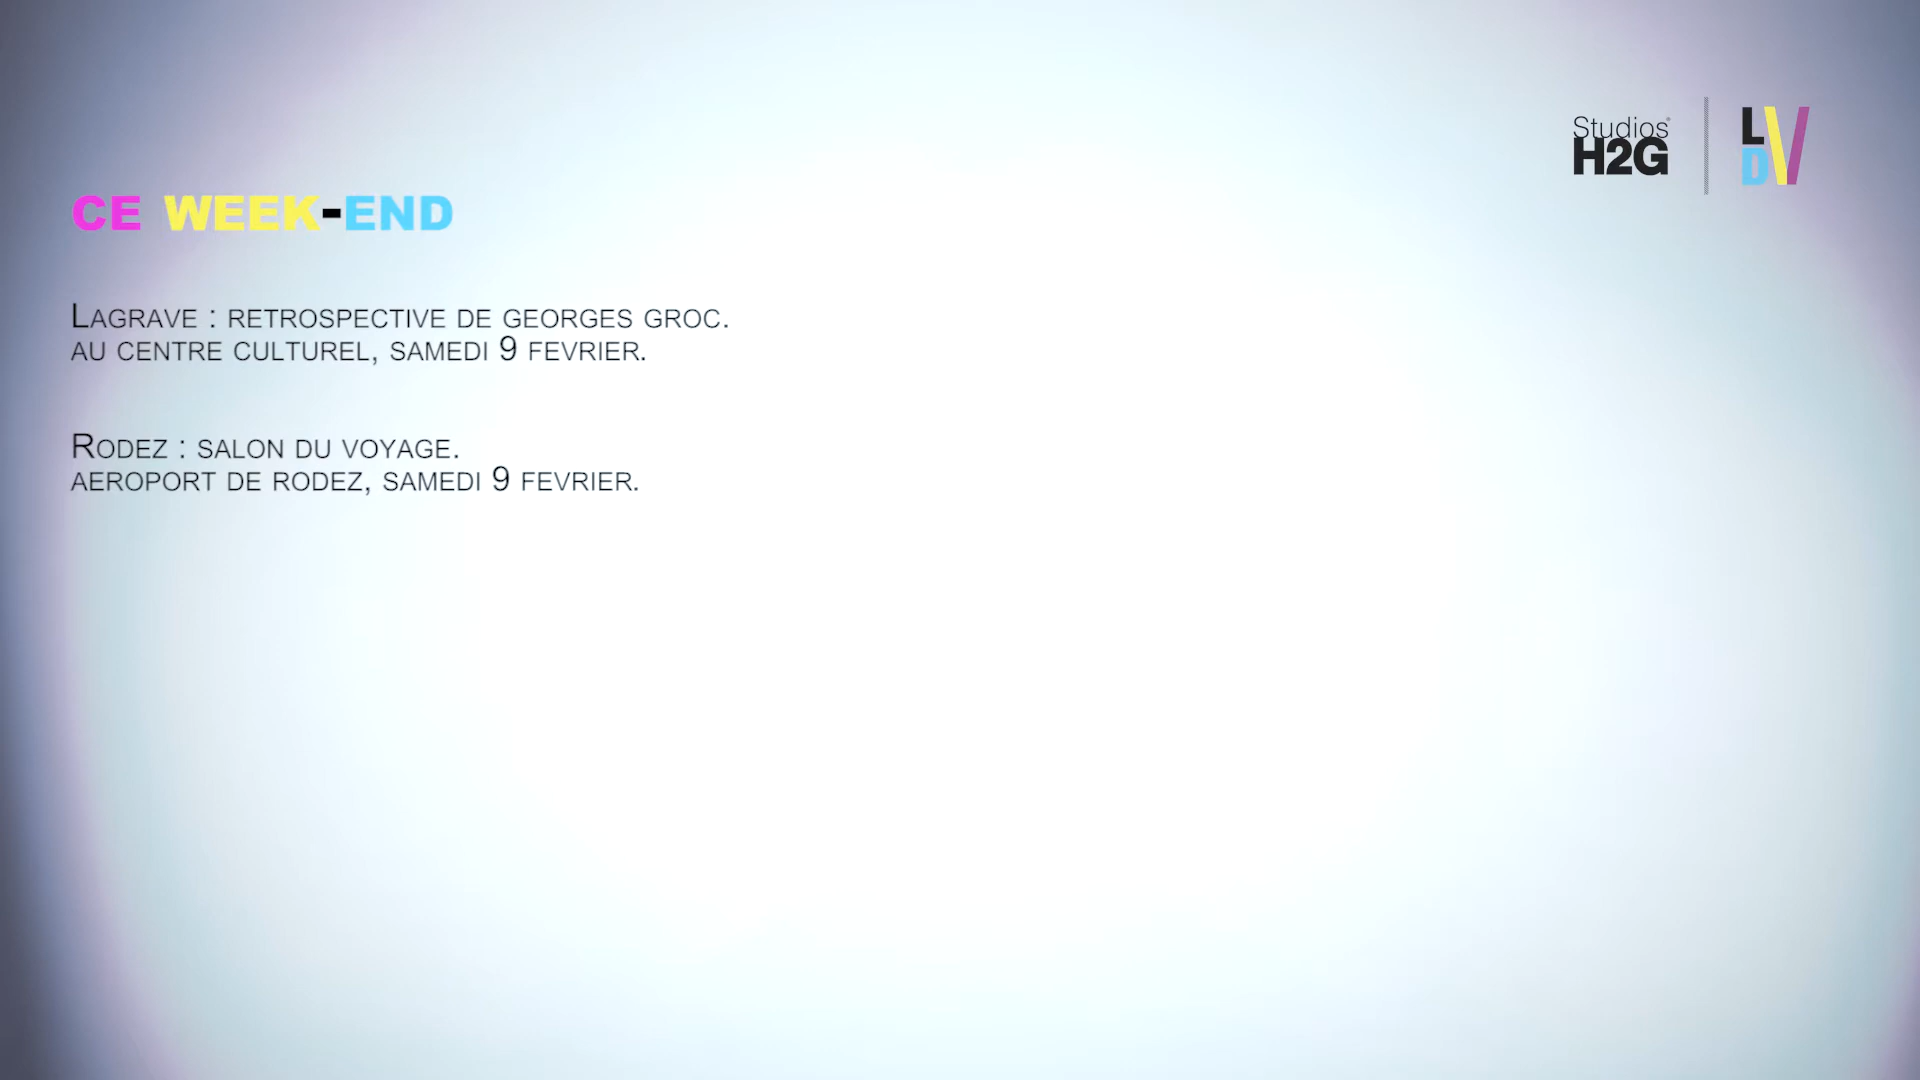 Studios
H2G
LDV
CE WEEK-END
LAGRAVE : RETROSPECTIVE DE GEORGES GROC.
AU CENTRE CULTUREL, SAMEDI 9 FEVRIER.
RODEZ : SALON DU VOYAGE.
AEROPORT DE RODEZ, SAMEDI 9 FEVRIER.